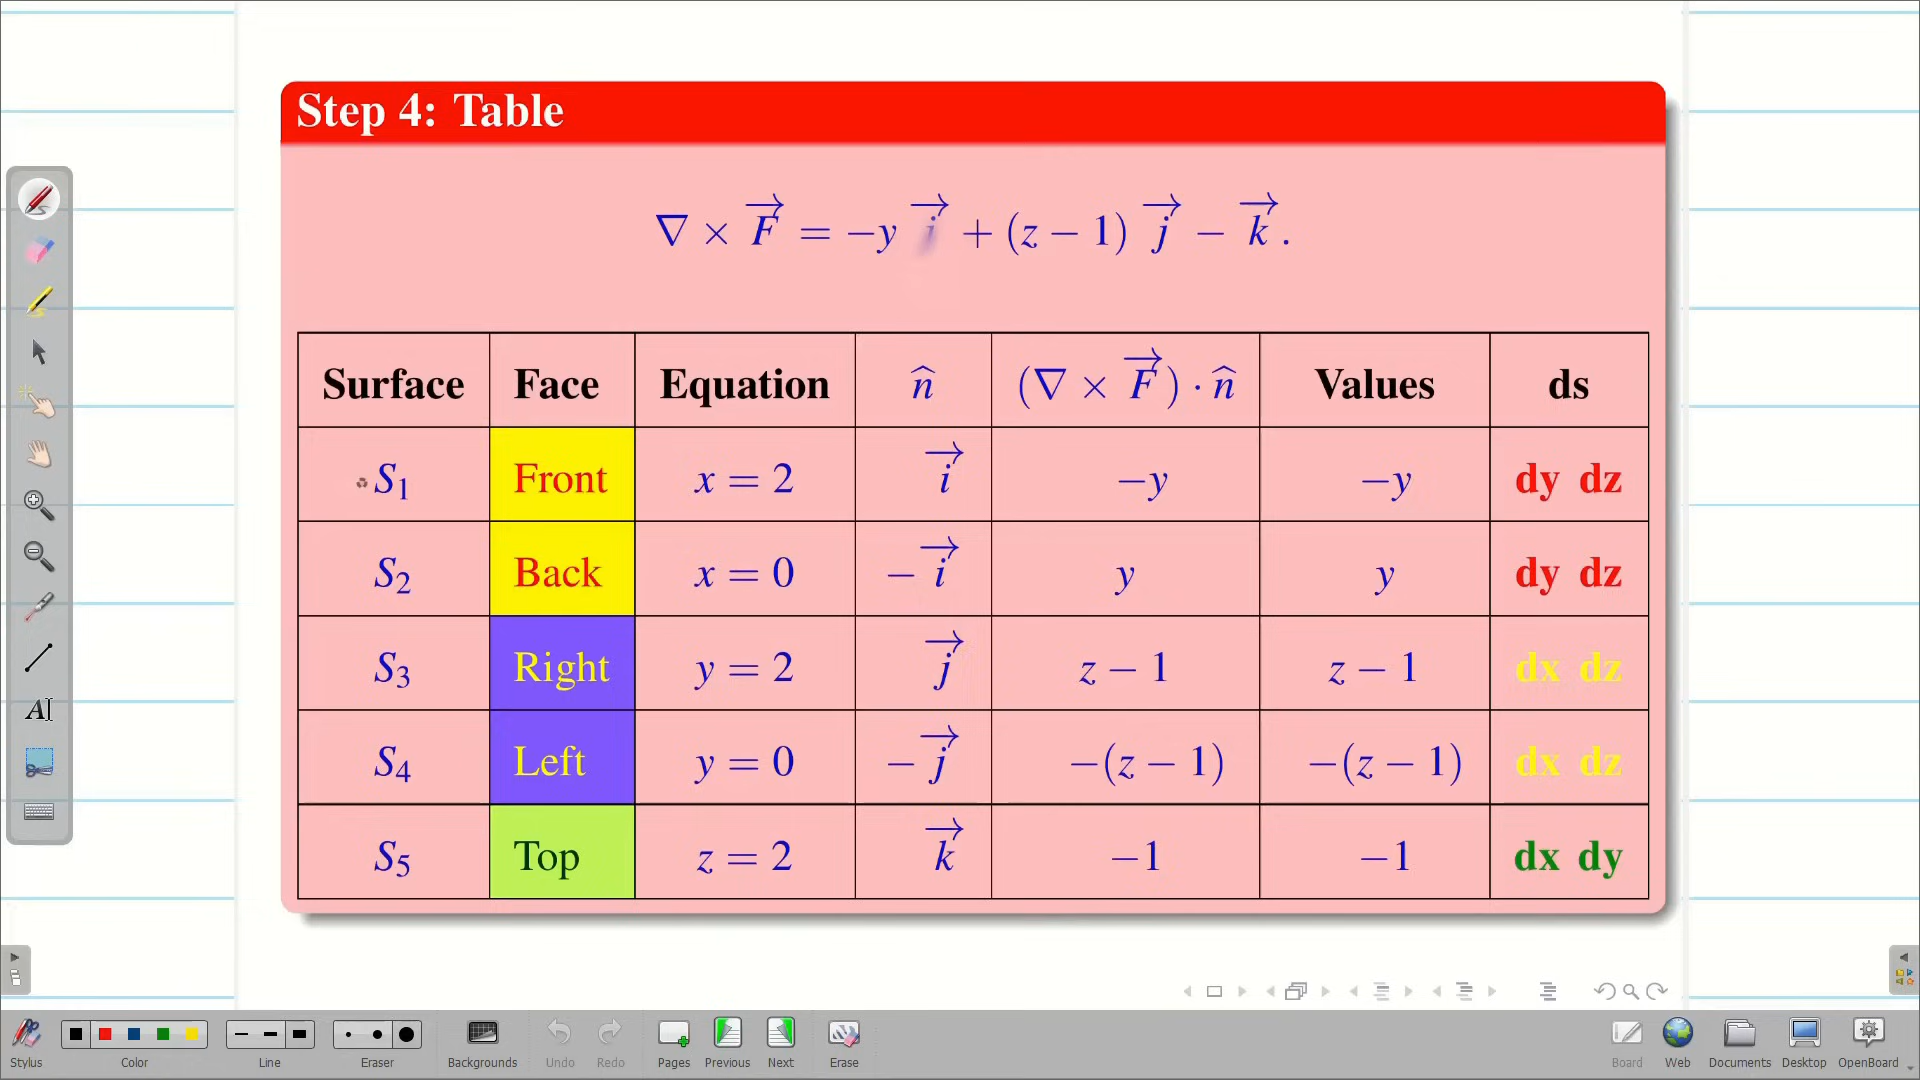 Step 4: Table
∇ × F⃗ = −y i⃗ + (z − 1) j⃗ − k⃗ .
Surface Face Equation n̂ (∇ × F⃗) · n̂ Values ds
S₁ Front x = 2 i⃗ −y −y dy dz
S₂ Back x = 0 −i⃗ y y dy dz
S₃ Right y = 2 j⃗ z − 1 z − 1 dx dz
S₄ Left y = 0 −j⃗ −(z − 1) −(z − 1) dx dz
S₅ Top z = 2 k⃗ −1 −1 dx dy
Stylus Color Line Eraser Backgrounds Undo Redo Pages Previous Next Erase Board Web Documents Desktop OpenBoard